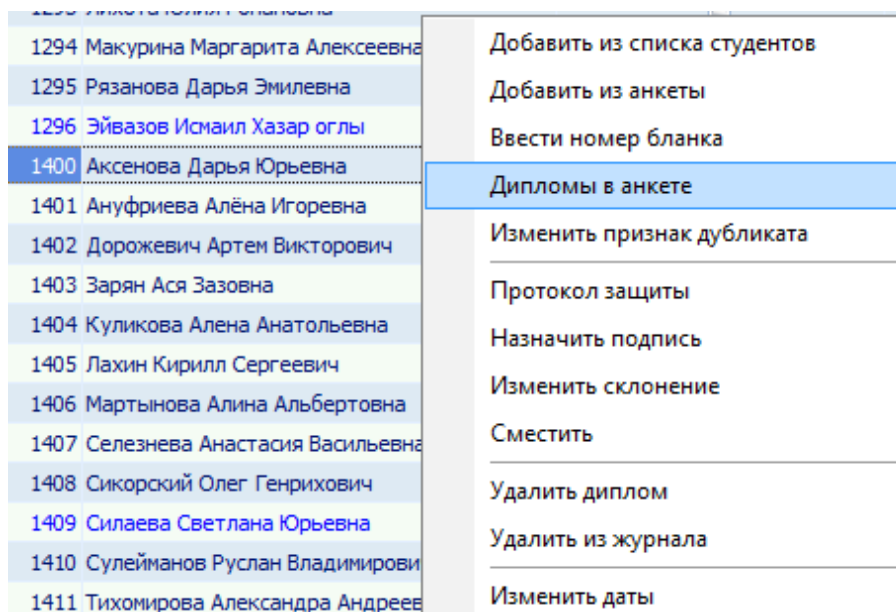 1294 Макурина Маргарита Алексеевна
1295 Рязанова Дарья Эмилевна
1296 Эйвазов Исмаил Хазар оглы
1400 Аксенова Дарья Юрьевна
1401 Ануфриева Алёна Игоревна
1402 Дорожевич Артем Викторович
1403 Зарян Ася Зазовна
1404 Куликова Алена Анатольевна
1405 Лахин Кирилл Сергеевич
1406 Мартынова Алина Альбертовна
1407 Селезнева Анастасия Васильевна
1408 Сикорский Олег Генрихович
1409 Силаева Светлана Юрьевна
1410 Сулейманов Руслан Владимирови
1411 Тихомирова Александра Андреев
Добавить из списка студентов
Добавить из анкеты
Ввести номер бланка
Дипломы в анкете
Изменить признак дубликата
Протокол защиты
Назначить подпись
Изменить склонение
Сместить
Удалить диплом
Удалить из журнала
Изменить даты